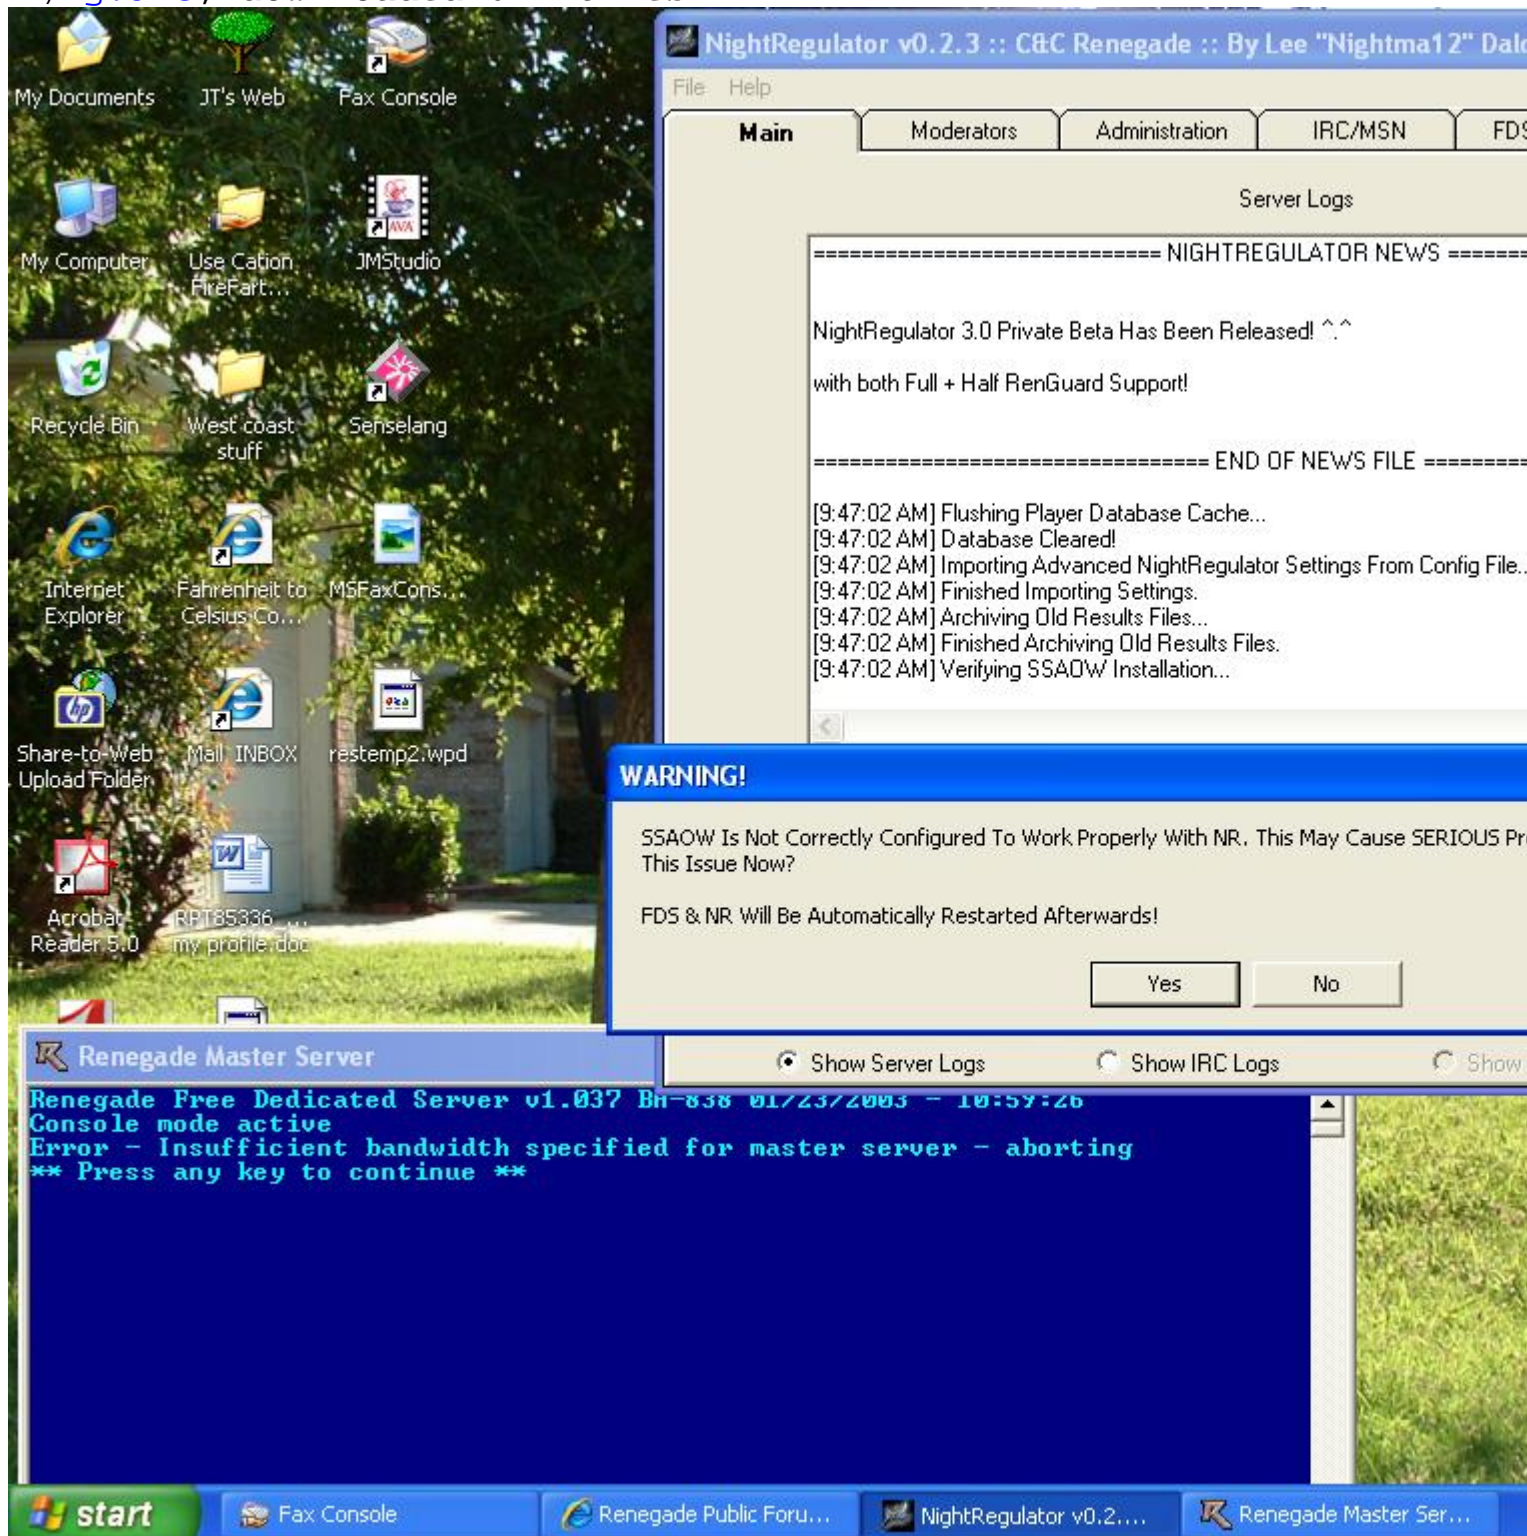 My Documents
JT's Web
Fax Console
My Computer
Use Cation
FireFart...
JMStudio
JAVA
Recycle Bin
West coast
stuff
Senselang
Internet
Explorer
Fahrenheit to
Celsius Co...
MSFaxCons...
Share-to-Web
Upload Folder
Mail INBOX
restemp2.wpd
hp
Acrobat
Reader 5.0
RPT85336_...
my profile.doc
NightRegulator v0.2.3 :: C&C Renegade :: By Lee "Nightma12"
File Help
Main Moderators Administration IRC/MSN FDS
Server Logs
============================= NIGHTREGULATOR NEWS ========
NightRegulator 3.0 Private Beta Has Been Released! ^.^
with both Full + Half RenGuard Support!
================================= END OF NEWS FILE ==========
[9:47:02 AM] Flushing Player Database Cache...
[9:47:02 AM] Database Cleared!
[9:47:02 AM] Importing Advanced NightRegulator Settings From Config File..
[9:47:02 AM] Finished Importing Settings.
[9:47:02 AM] Archiving Old Results Files...
[9:47:02 AM] Finished Archiving Old Results Files.
[9:47:02 AM] Verifying SSAOW Installation...
WARNING!
SSAOW Is Not Correctly Configured To Work Properly With NR. This May Cause SERIOUS
This Issue Now?
FDS & NR Will Be Automatically Restarted Afterwards!
Yes No
Show Server Logs Show IRC Logs Show
Renegade Master Server
Renegade Free Dedicated Server v1.037 BH-838 01/23/2003 - 10:59:26
Console mode active
Error - Insufficient bandwidth specified for master server - aborting
** Press any key to continue **
start Fax Console Renegade Public Foru... NightRegulator v0.2.... Renegade Master Ser...